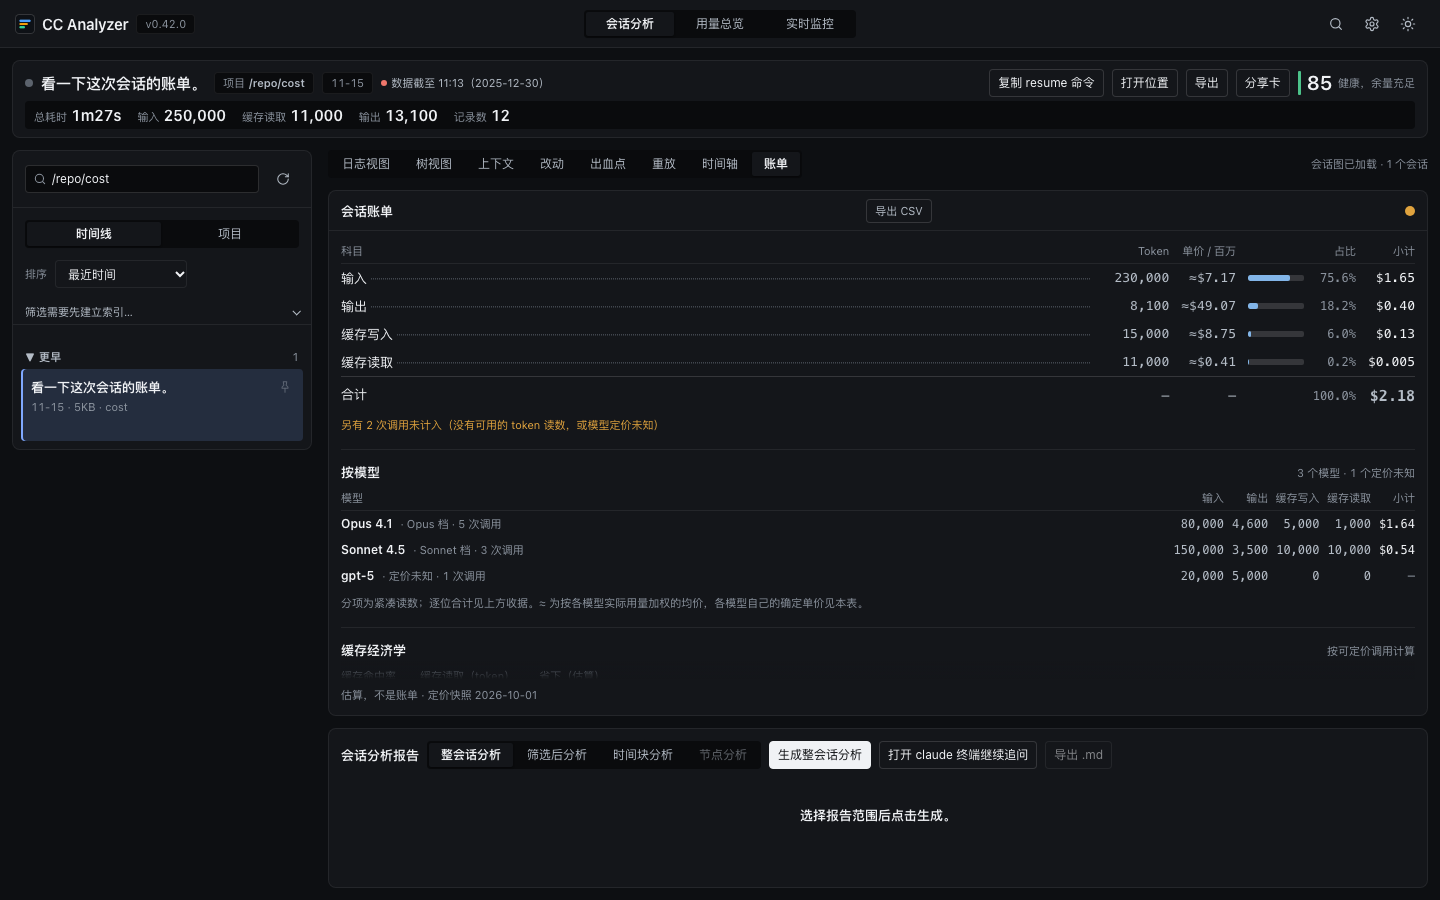 CC Analyzer v0.42.0 会话分析 用量总览 实时监控
看一下这次会话的账单。 项目 /repo/cost 11-15 数据截至 11:13（2025-12-30） 复制 resume 命令 打开位置 导出 分享卡 85 健康，余量充足
总耗时 1m27s 输入 250,000 缓存读取 11,000 输出 13,100 记录数 12
/repo/cost
时间线 项目
排序 最近时间
筛选需要先建立索引...
▼ 更早 1
看一下这次会话的账单。
11-15 · 5KB · cost
日志视图 树视图 上下文 改动 出血点 重放 时间轴 账单 会话图已加载 · 1 个会话
会话账单 导出 CSV
科目 Token 单价 / 百万 占比 小计
输入 230,000 ≈$7.17 75.6% $1.65
输出 8,100 ≈$49.07 18.2% $0.40
缓存写入 15,000 ≈$8.75 6.0% $0.13
缓存读取 11,000 ≈$0.41 0.2% $0.005
合计 — — 100.0% $2.18
另有 2 次调用未计入（没有可用的 token 读数，或模型定价未知）
按模型 3 个模型 · 1 个定价未知
模型 输入 输出 缓存写入 缓存读取 小计
Opus 4.1 · Opus 档 · 5 次调用 80,000 4,600 5,000 1,000 $1.64
Sonnet 4.5 · Sonnet 档 · 3 次调用 150,000 3,500 10,000 10,000 $0.54
gpt-5 · 定价未知 · 1 次调用 20,000 5,000 0 0 —
分项为紧凑读数；逐位合计见上方收据。≈ 为按各模型实际用量加权的均价，各模型自己的确定单价见本表。
缓存经济学 按可定价调用计算
缓存命中率 缓存读取（token） 省下（估算）
估算，不是账单 · 定价快照 2026-10-01
会话分析报告 整会话分析 筛选后分析 时间块分析 节点分析 生成整会话分析 打开 claude 终端继续追问 导出 .md
选择报告范围后点击生成。